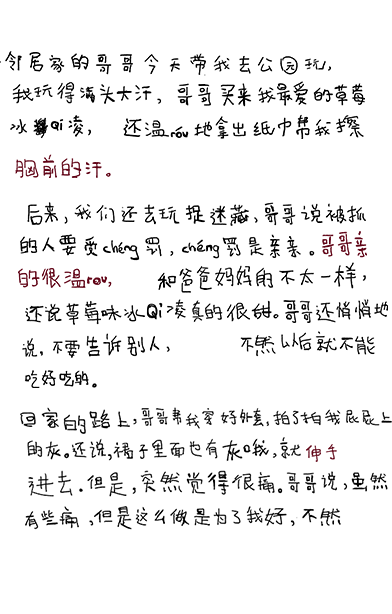 邻居家的哥哥今天带我去公园玩,
我玩得满头大汗,哥哥买来我最爱的草莓
冰Qi凌, 还温róu地拿出纸巾帮我擦
胸前的汗。
后来,我们还去玩捉迷藏,哥哥说被抓
的人要受chéng罚,chéng罚是亲亲。哥哥亲
的很温rou, 和爸爸妈妈的不太一样,
还说草莓味冰Qi凌真的很甜。哥哥还悄悄地
说,不要告诉别人, 不然以后就不能
吃好吃的。
回家的路上,哥哥帮我穿好外套,拍了拍我屁屁上
的灰。还说,裙子里面也有灰哦,就伸手
进去.但是,突然觉得很痛。哥哥说,虽然
有些痛,但是这么做是为了我好,不然